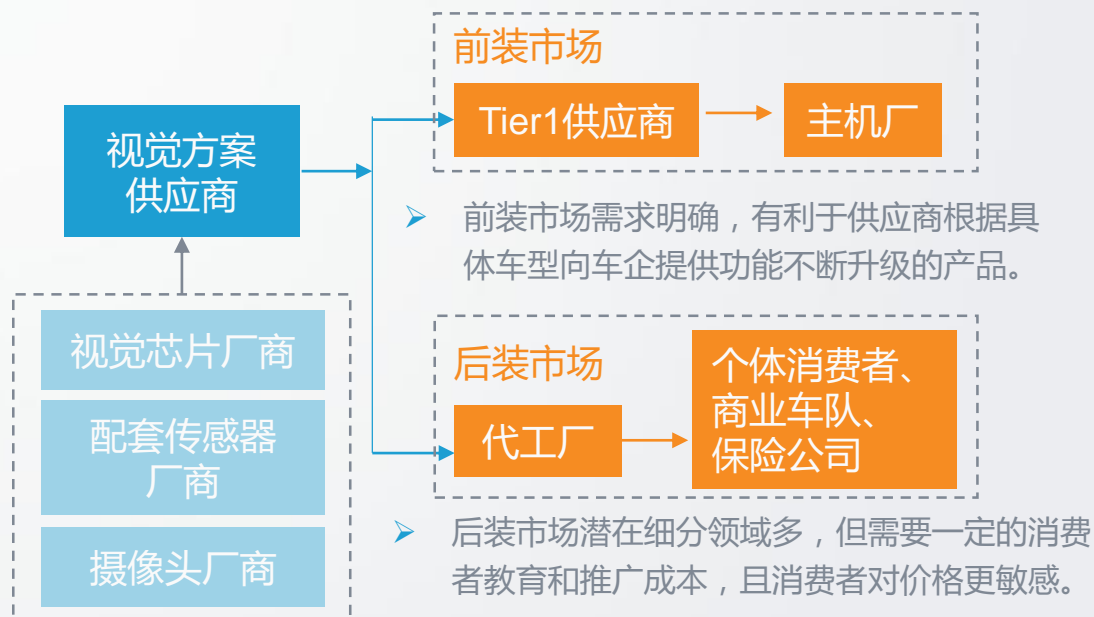 前装市场
Tier1供应商
主机厂
视觉方案
供应商
前装市场需求明确，有利于供应商根据具
体车型向车企提供功能不断升级的产品。
视觉芯片厂商
配套传感器
厂商
摄像头厂商
后装市场
代工厂
个体消费者、
商业车队、
保险公司
后装市场潜在细分领域多，但需要一定的消费
者教育和推广成本，且消费者对价格更敏感。